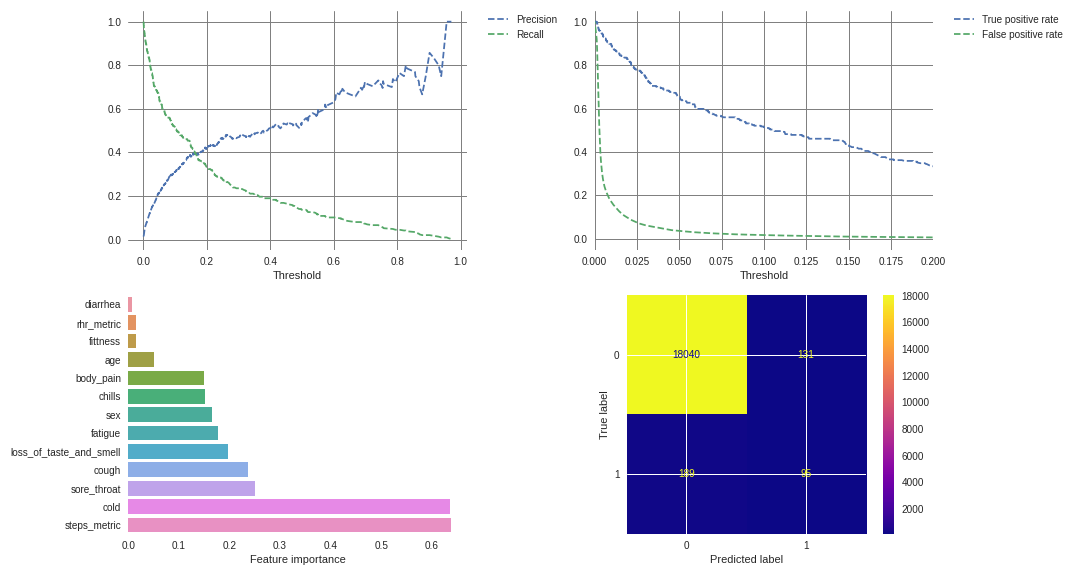 1.0
0.8
0.6
0.4
0.2
0.0
0.0 0.2 0.4 0.6 0.8 1.0
Threshold
Precision
Recall
1.0
0.8
0.6
0.4
0.2
0.0
0.000 0.025 0.050 0.075 0.100 0.125 0.150 0.175 0.200
Threshold
True positive rate
False positive rate
diarrhea
rhr_metric
fittness
age
body_pain
chills
sex
fatigue
loss_of_taste_and_smell
cough
sore_throat
cold
steps_metric
0.0 0.1 0.2 0.3 0.4 0.5 0.6
Feature importance
True label
0
1
18040 131
189 95
0 1
Predicted label
18000
16000
14000
12000
10000
8000
6000
4000
2000